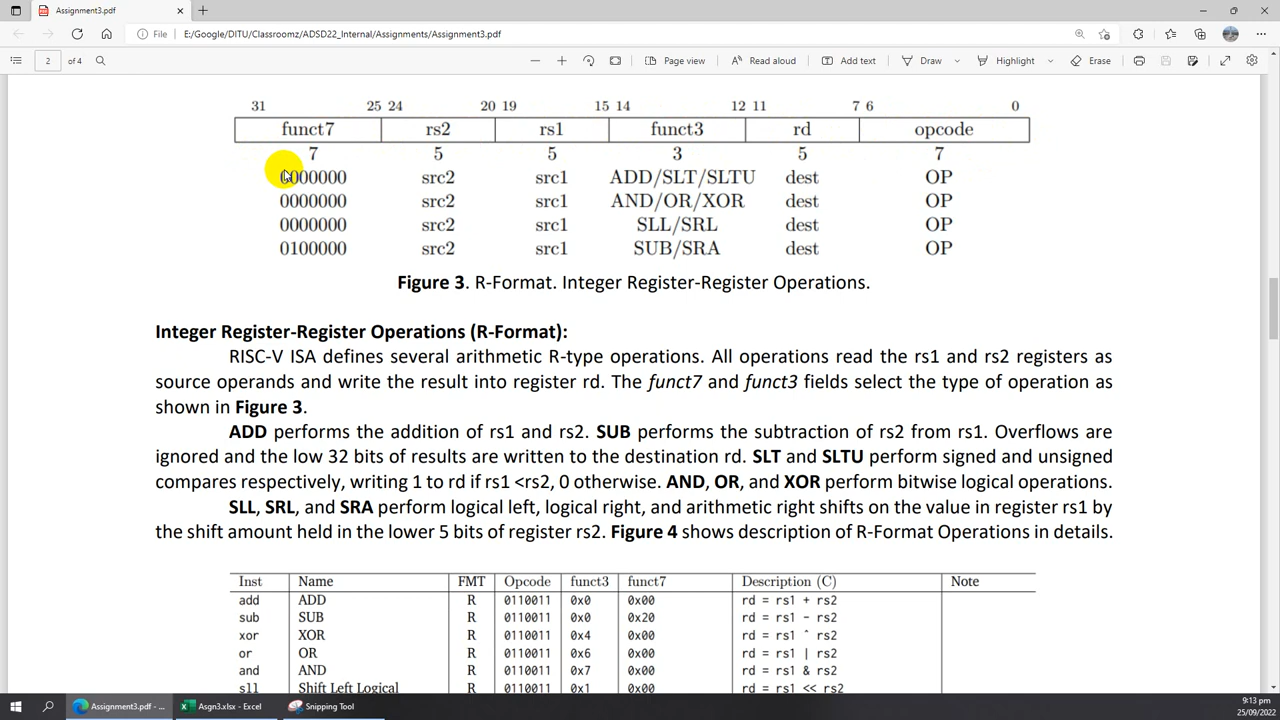 Assignment3.pdf
File E:/Google/DITU/Classroomz/ADSD22_Internal/Assignments/Assignment3.pdf
2 of 4 Page view Read aloud Add text Draw Highlight Erase
31 25 24 20 19 15 14 12 11 7 6 0
funct7 rs2 rs1 funct3 rd opcode
7 5 5 3 5 7
0000000 src2 src1 ADD/SLT/SLTU dest OP
0000000 src2 src1 AND/OR/XOR dest OP
0000000 src2 src1 SLL/SRL dest OP
0100000 src2 src1 SUB/SRA dest OP
Figure 3. R-Format. Integer Register-Register Operations.
Integer Register-Register Operations (R-Format):
RISC-V ISA defines several arithmetic R-type operations. All operations read the rs1 and rs2 registers as
source operands and write the result into register rd. The funct7 and funct3 fields select the type of operation as
shown in Figure 3.
ADD performs the addition of rs1 and rs2. SUB performs the subtraction of rs2 from rs1. Overflows are
ignored and the low 32 bits of results are written to the destination rd. SLT and SLTU perform signed and unsigned
compares respectively, writing 1 to rd if rs1 <rs2, 0 otherwise. AND, OR, and XOR perform bitwise logical operations.
SLL, SRL, and SRA perform logical left, logical right, and arithmetic right shifts on the value in register rs1 by
the shift amount held in the lower 5 bits of register rs2. Figure 4 shows description of R-Format Operations in details.
Inst Name FMT Opcode funct3 funct7 Description (C) Note
add ADD R 0110011 0x0 0x00 rd = rs1 + rs2
sub SUB R 0110011 0x0 0x20 rd = rs1 - rs2
xor XOR R 0110011 0x4 0x00 rd = rs1 ^ rs2
or OR R 0110011 0x6 0x00 rd = rs1 | rs2
and AND R 0110011 0x7 0x00 rd = rs1 & rs2
sll Shift Left Logical R 0110011 0x1 0x00 rd = rs1 << rs2
Assignment3.pdf - ... Asgn3.xlsx - Excel Snipping Tool 9:13 pm
25/09/2022